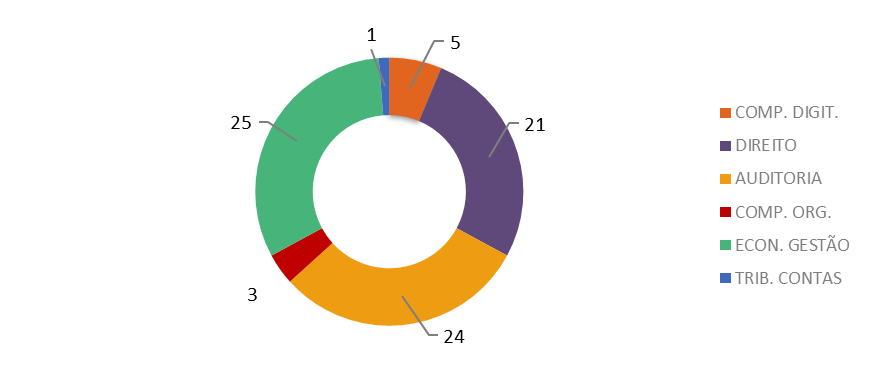 1
5
25
21
3
24
COMP. DIGIT.
DIREITO
AUDITORIA
COMP. ORG.
ECON. GESTÃO
TRIB. CONTAS